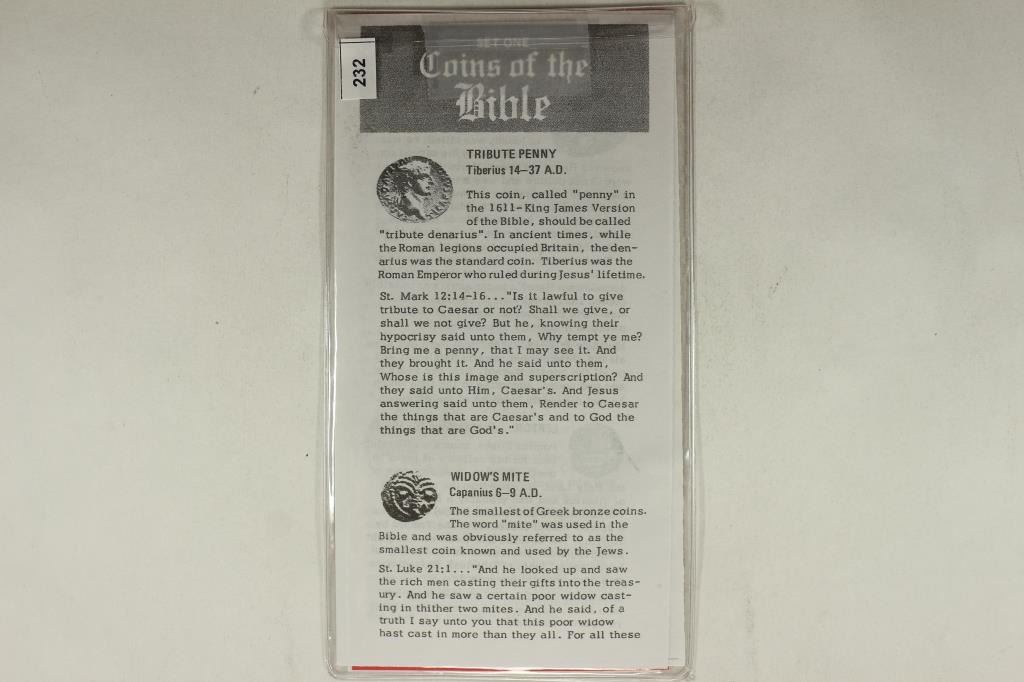 232
SET ONE
Coins of the
Bible
TRIBUTE PENNY
Tiberius 14–37 A.D.
This coin, called "penny" in
the 1611-King James Version
of the Bible, should be called
"tribute denarius". In ancient times, while
the Roman legions occupied Britain, the den-
arius was the standard coin. Tiberius was the
Roman Emperor who ruled during Jesus' lifetime.
St. Mark 12:14-16..."Is it lawful to give
tribute to Caesar or not? Shall we give, or
shall we not give? But he, knowing their
hypocrisy said unto them, Why tempt ye me?
Bring me a penny, that I may see it. And
they brought it. And he said unto them,
Whose is this image and superscription? And
they said unto Him, Caesar's. And Jesus
answering said unto them, Render to Caesar
the things that are Caesar's and to God the
things that are God's."
WIDOW'S MITE
Capanius 6–9 A.D.
The smallest of Greek bronze coins.
The word "mite" was used in the
Bible and was obviously referred to as the
smallest coin known and used by the Jews.
St. Luke 21:1..."And he looked up and saw
the rich men casting their gifts into the treas-
ury. And he saw a certain poor widow cast-
ing in thither two mites. And he said, of a
truth I say unto you that this poor widow
hast cast in more than they all. For all these